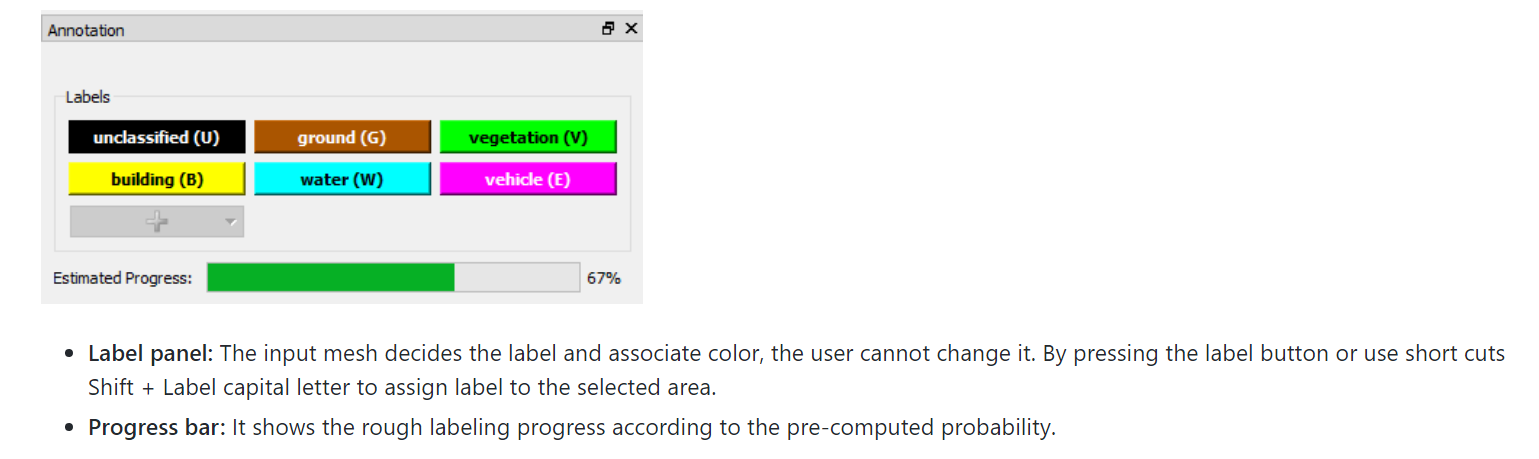 Annotation
Labels
unclassified (U) ground (G) vegetation (V)
building (B) water (W) vehicle (E)
Estimated Progress: 67%
Label panel: The input mesh decides the label and associate color, the user cannot change it. By pressing the label button or use short cuts
Shift + Label capital letter to assign label to the selected area.
Progress bar: It shows the rough labeling progress according to the pre-computed probability.